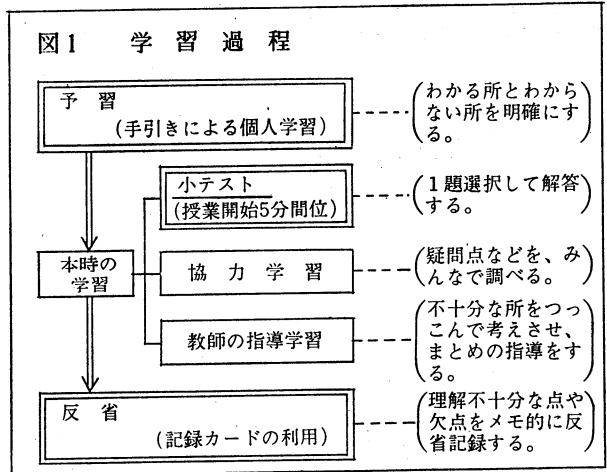 図1 学習過程
予習
(手引きによる個人学習)
(わかる所とわから
ない所を明確にす
る。)
小テスト
(授業開始5分間位)
(1題選択して解答
する。)
本時の
学習
協力学習
(疑問点などを、み
んなで調べる。)
教師の指導学習
(不十分な所をつっ
こんで考えさせ、
まとめの指導をす
る。)
反省
(記録カードの利用)
(理解不十分な点や
欠点をメモ的に反
省記録する。)